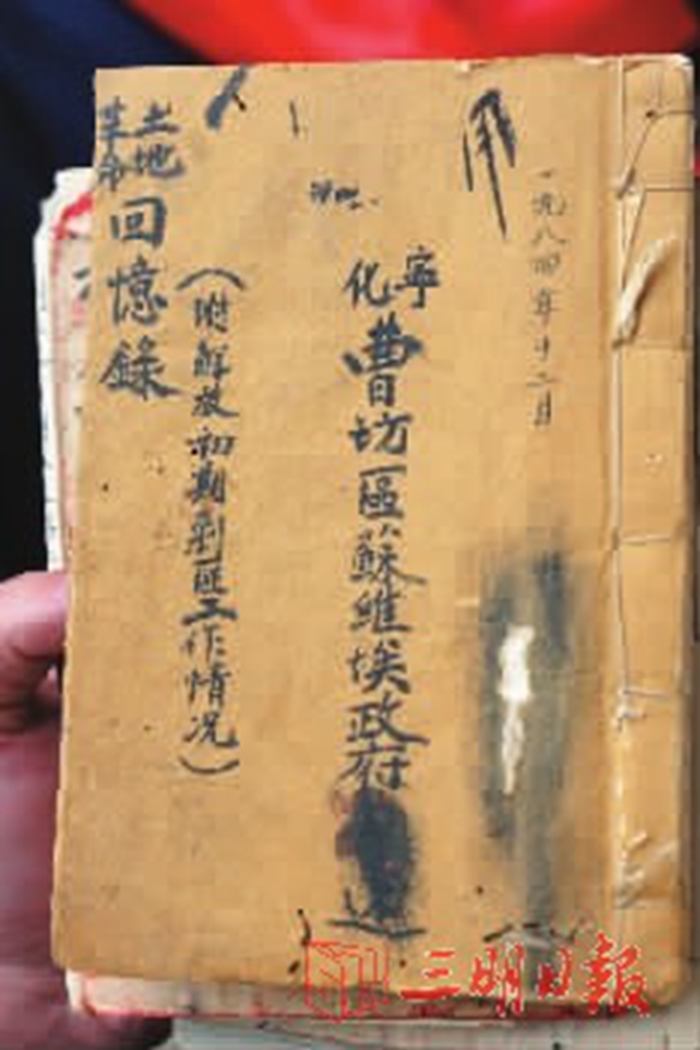 一九八四年十二月
寧化曹坊區蘇維埃政府
(附解放初期剿匪工作情况)
土地革命回憶錄
三明日報